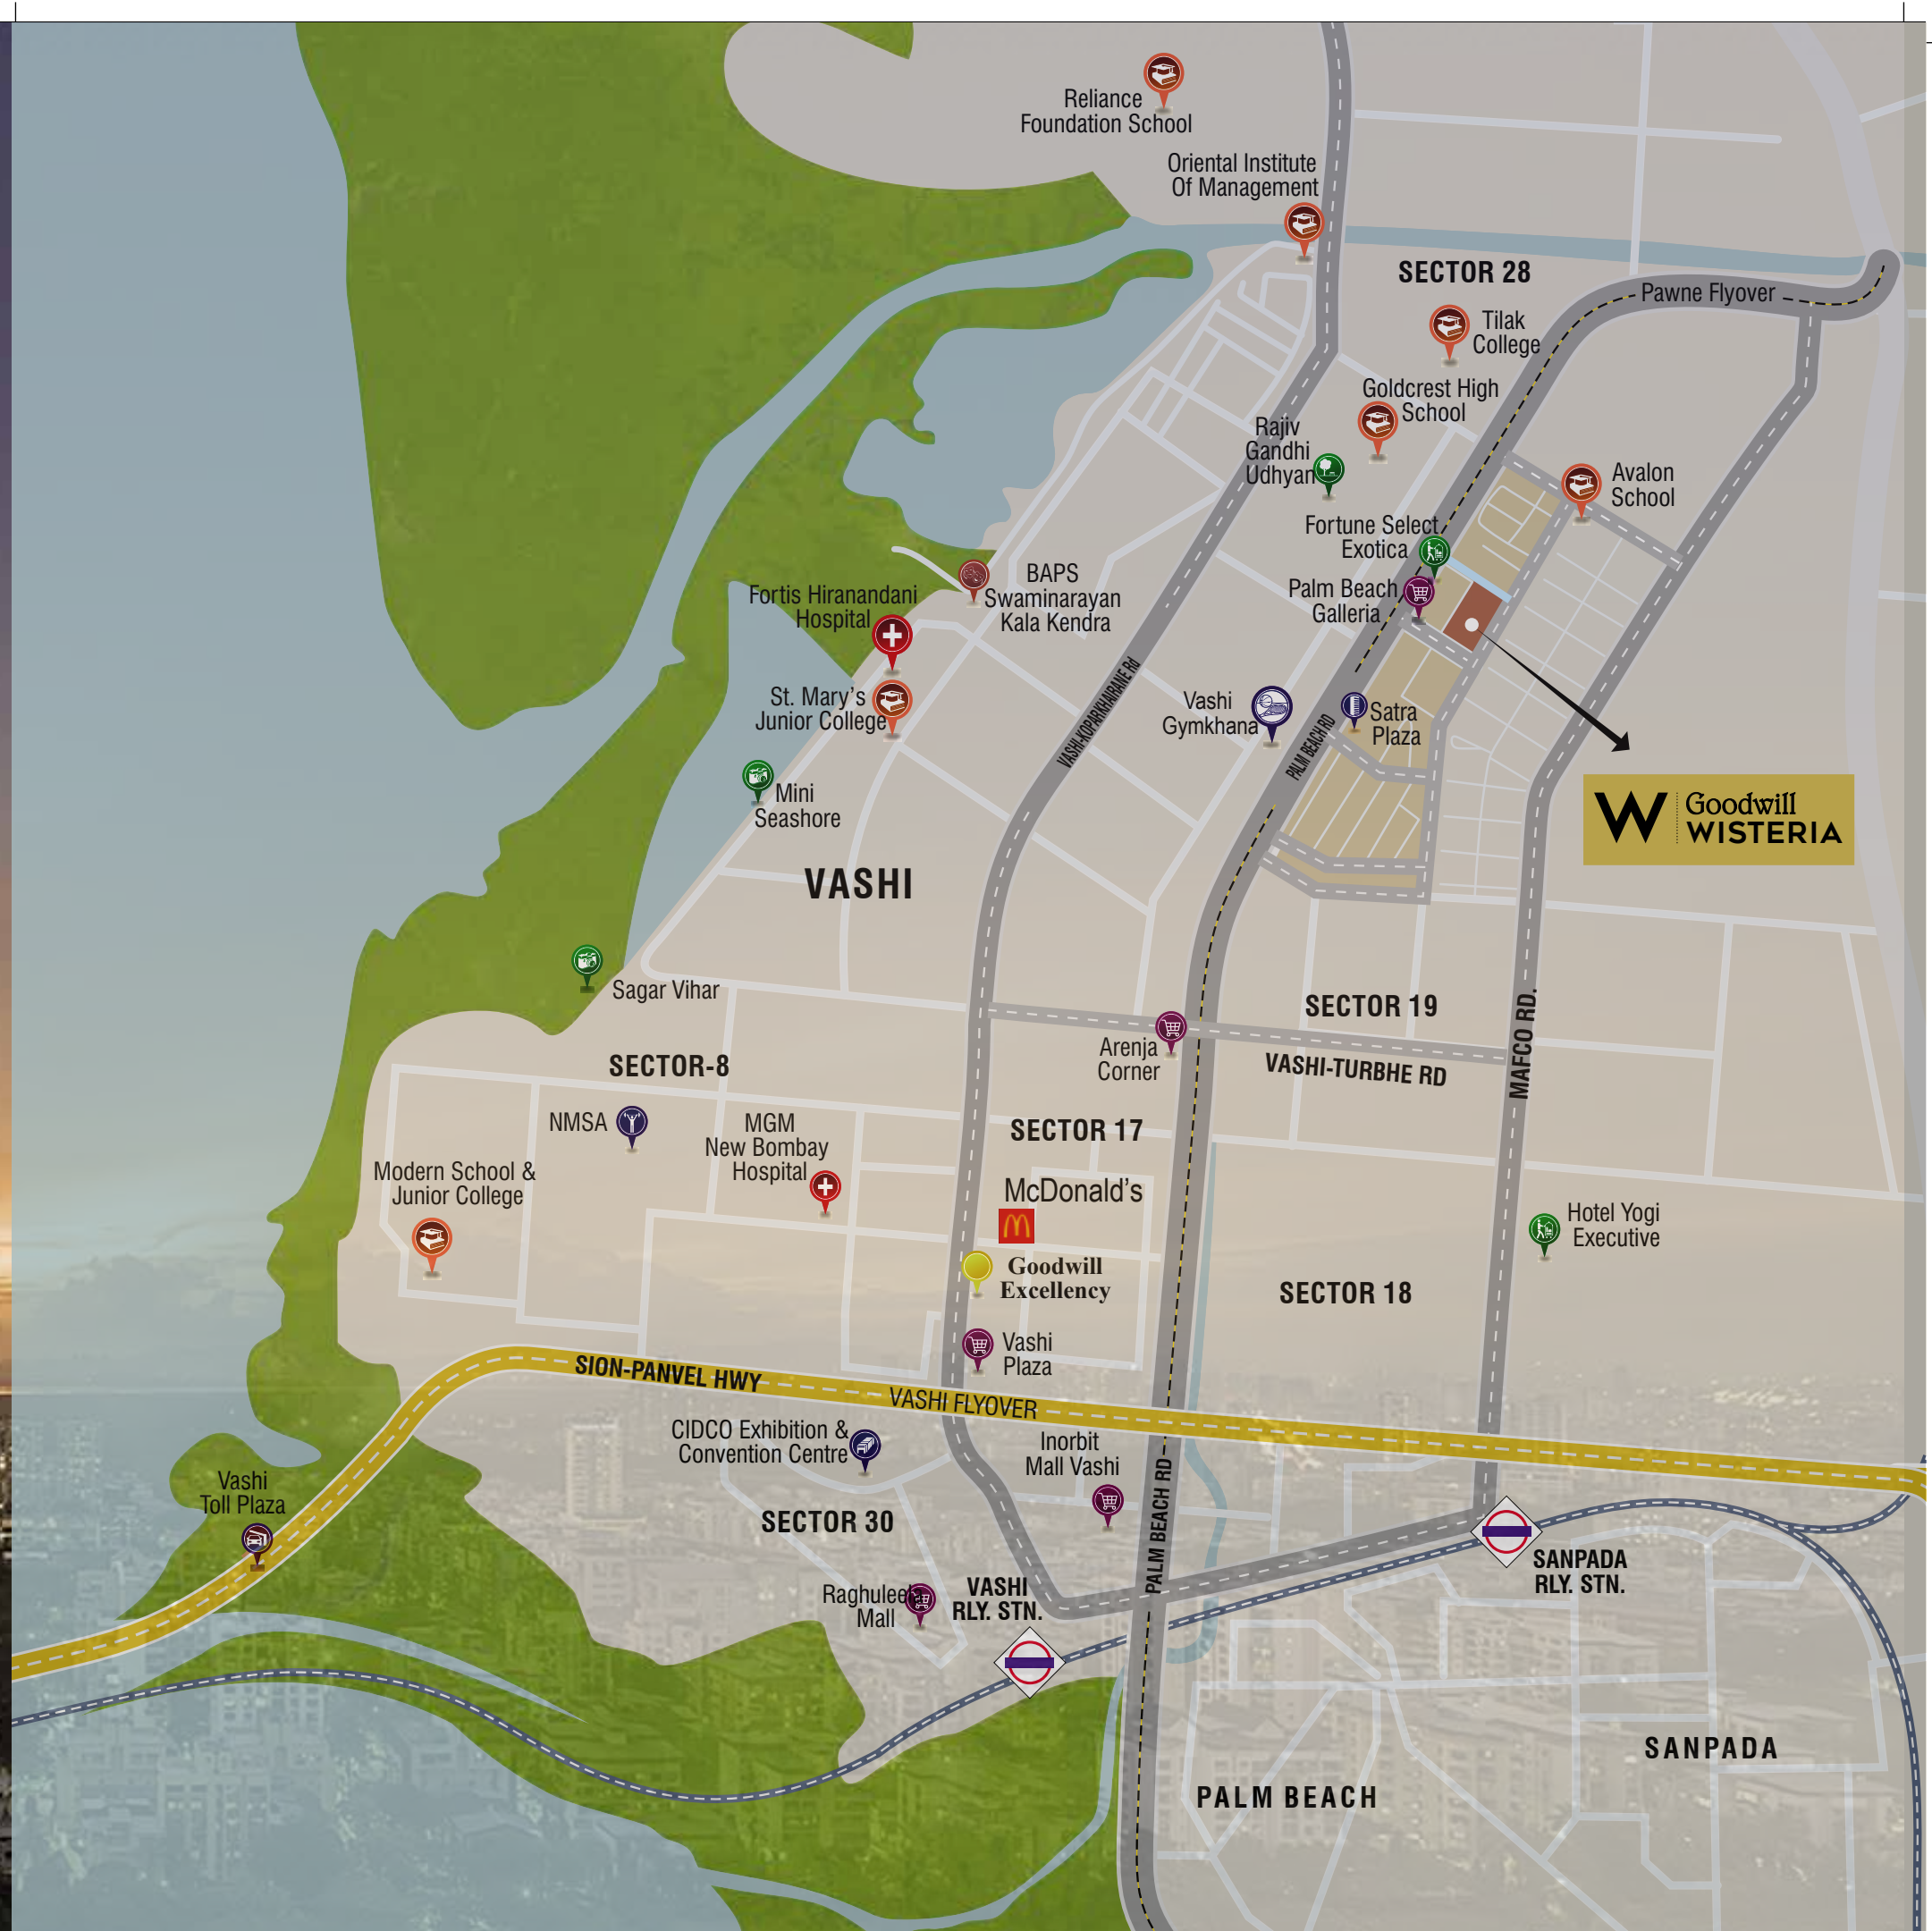 Reliance
Foundation School
Oriental Institute
Of Management
SECTOR 28
Pawne Flyover
Tilak
College
Goldcrest High
School
Rajiv
Gandhi
Udhyan
Avalon
School
Fortune Select
Exotica
BAPS
Swaminarayan
Kala Kendra
Fortis Hiranandani
Hospital
Palm Beach
Galleria
VASHI-KOPARKHAIRANE Rd
St. Mary's
Junior College
Vashi
Gymkhana
Satra
Plaza
PALM BEACH RD
Mini
Seashore
W
Goodwill
WISTERIA
VASHI
Sagar Vihar
SECTOR 19
MAFCO RD.
Arenja
Corner
VASHI-TURBHE RD
SECTOR-8
NMSA
MGM
New Bombay
Hospital
SECTOR 17
Modern School &
Junior College
McDonald's
Hotel Yogi
Executive
Goodwill
Excellency
SECTOR 18
Vashi
Plaza
SION-PANVEL HWY
VASHI FLYOVER
CIDCO Exhibition &
Convention Centre
Inorbit
Mall Vashi
PALM BEACH RD
Vashi
Toll Plaza
SECTOR 30
SANPADA
RLY. STN.
Raghuleela
Mall
VASHI
RLY. STN.
SANPADA
PALM BEACH